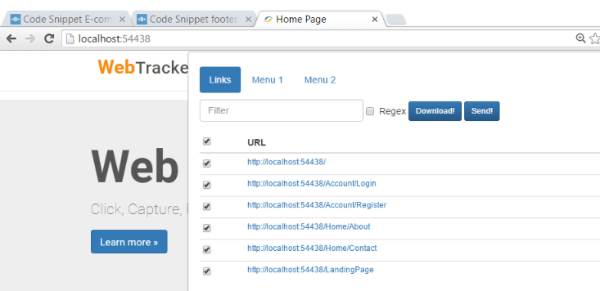 Code Snippet E-com
Code Snippet footer
Home Page
localhost:54438
WebTracke
Links Menu 1 Menu 2
Filter Regex Download! Send!
URL
http://localhost:54438/
http://localhost:54438/Account/Login
http://localhost:54438/Account/Register
http://localhost:54438/Home/About
http://localhost:54438/Home/Contact
http://localhost:54438/LandingPage
Web
Click, Capture,
Learn more »